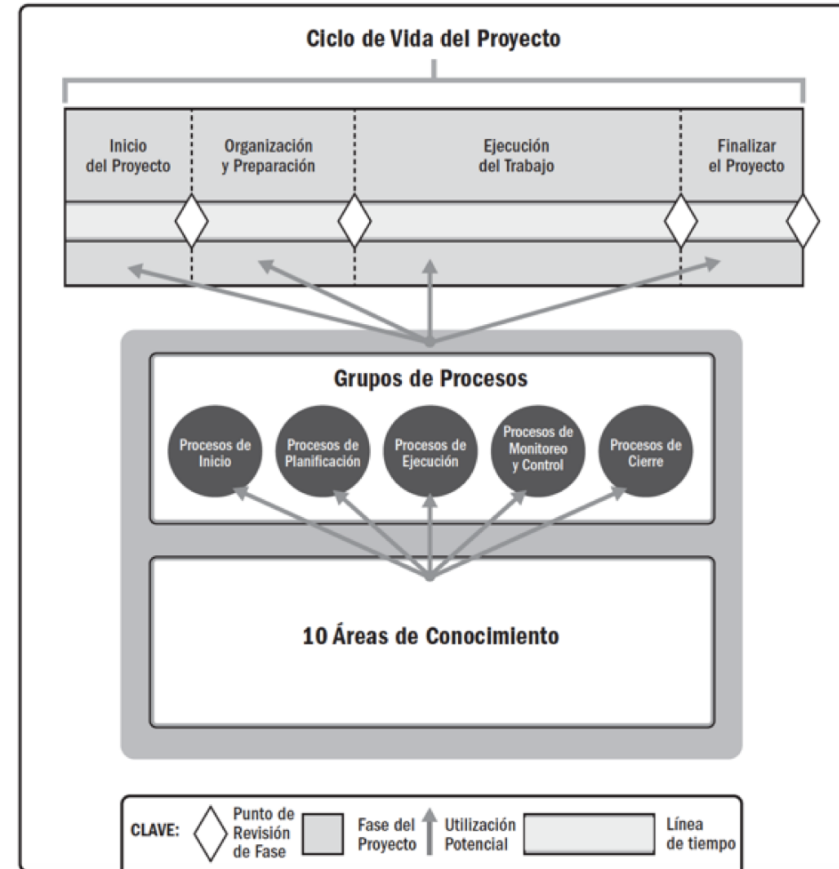 Ciclo de Vida del Proyecto
Inicio
del Proyecto
Organización
y Preparación
Ejecución
del Trabajo
Finalizar
el Proyecto
Grupos de Procesos
Procesos de
Inicio
Procesos de
Planificación
Procesos de
Ejecución
Procesos de
Monitoreo
y Control
Procesos de
Cierre
10 Áreas de Conocimiento
CLAVE:
Punto de
Revisión
de Fase
Fase del
Proyecto
Utilización
Potencial
Línea
de tiempo